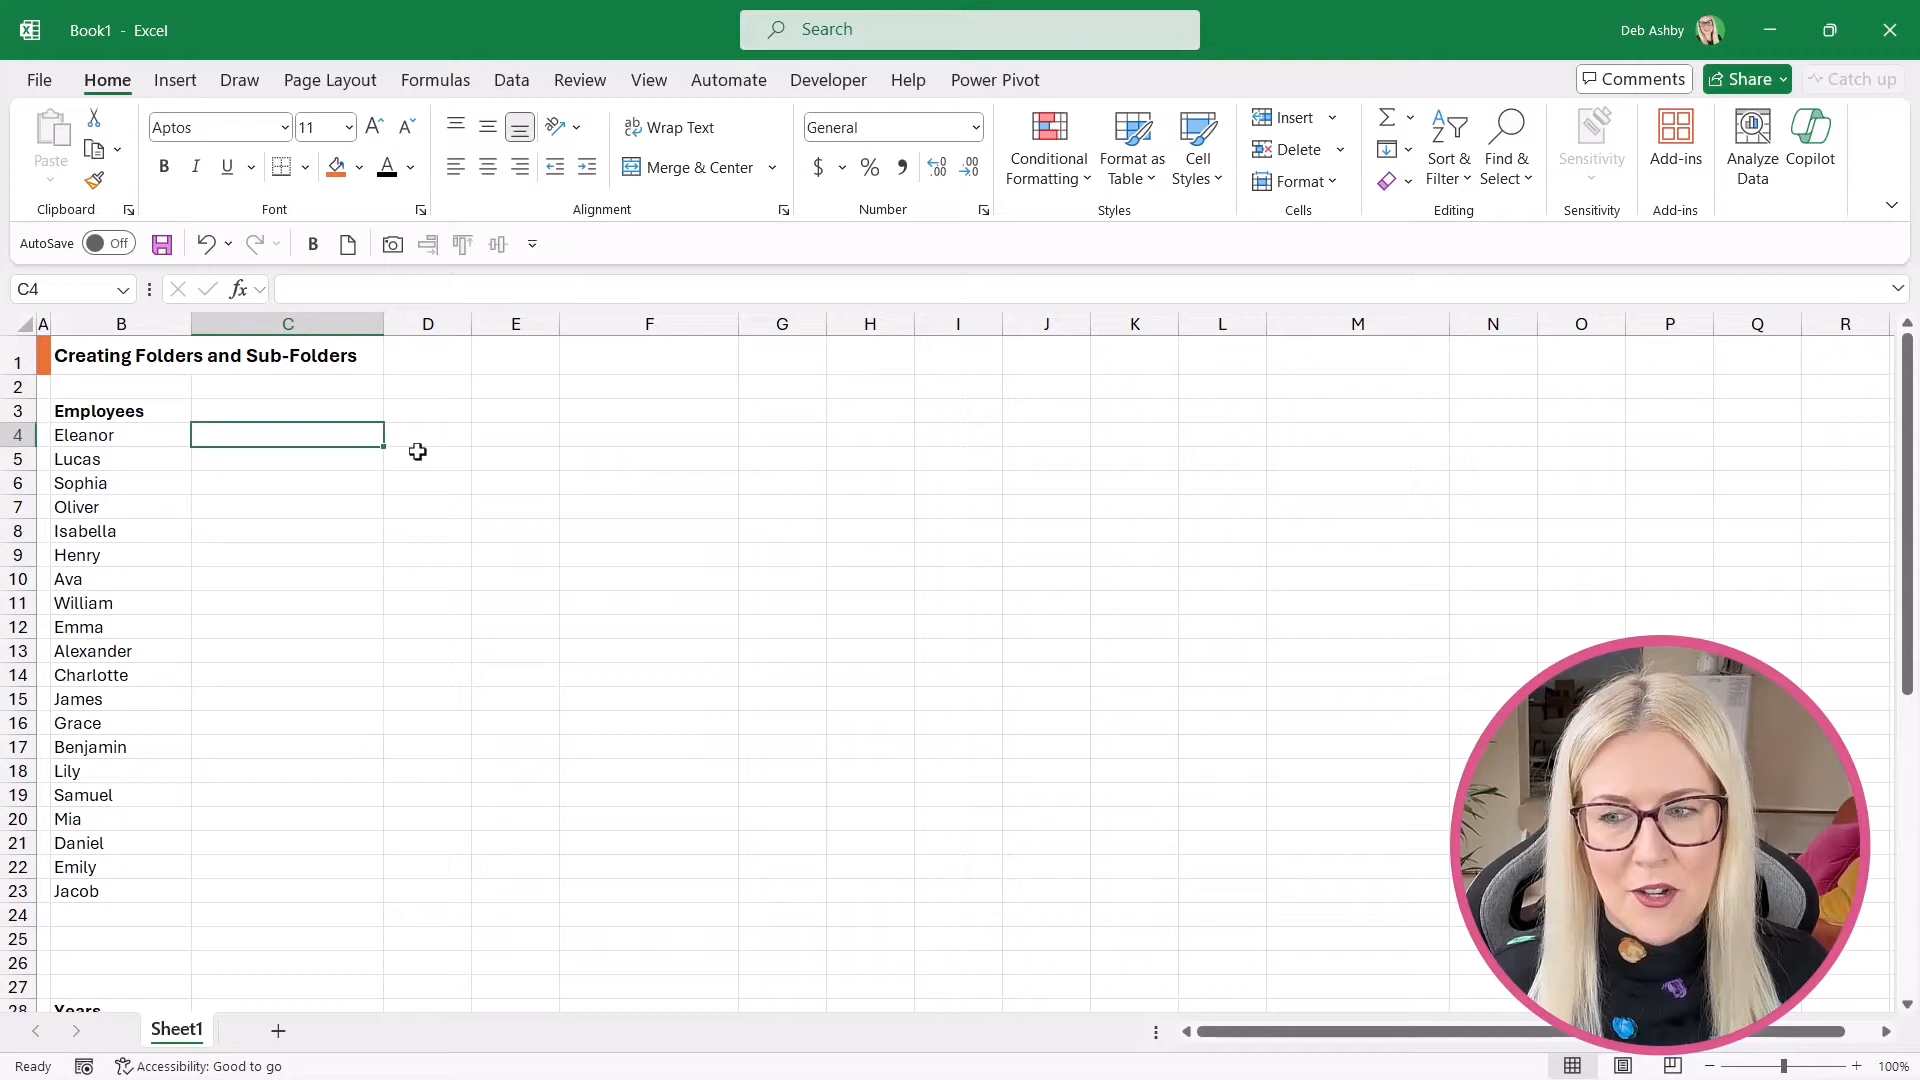 Book1 - Excel
Search
Deb Ashby
File Home Insert Draw Page Layout Formulas Data Review View Automate Developer Help Power Pivot
Comments Share Catch up
Paste
Clipboard
Aptos 11
B I U
Font
Wrap Text
Merge & Center
Alignment
General
$ % ,
Number
Conditional Formatting
Format as Table
Cell Styles
Styles
Insert
Delete
Format
Cells
Sort & Filter
Find & Select
Editing
Sensitivity
Sensitivity
Add-ins
Add-ins
Analyze Data
Copilot
AutoSave Off B
C4 fx
A B C D E F G H I J K L M N O P Q R
1 Creating Folders and Sub-Folders
2
3 Employees
4 Eleanor
5 Lucas
6 Sophia
7 Oliver
8 Isabella
9 Henry
10 Ava
11 William
12 Emma
13 Alexander
14 Charlotte
15 James
16 Grace
17 Benjamin
18 Lily
19 Samuel
20 Mia
21 Daniel
22 Emily
23 Jacob
24
25
26
27
28 Years
Sheet1
Ready Accessibility: Good to go 100%